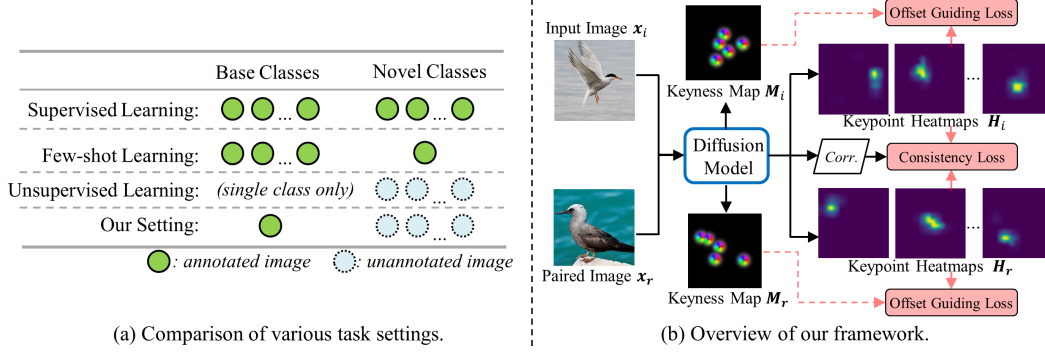 Base Classes Novel Classes
Supervised Learning: ... ...
Few-shot Learning: ...
Unsupervised Learning: (single class only) ...
Our Setting: ...
: annotated image : unannotated image
(a) Comparison of various task settings.
Input Image x_i
Paired Image x_r
Keyness Map M_i
Diffusion
Model
Keyness Map M_r
Offset Guiding Loss
...
Keypoint Heatmaps H_i
Corr.
Consistency Loss
...
Keypoint Heatmaps H_r
Offset Guiding Loss
(b) Overview of our framework.